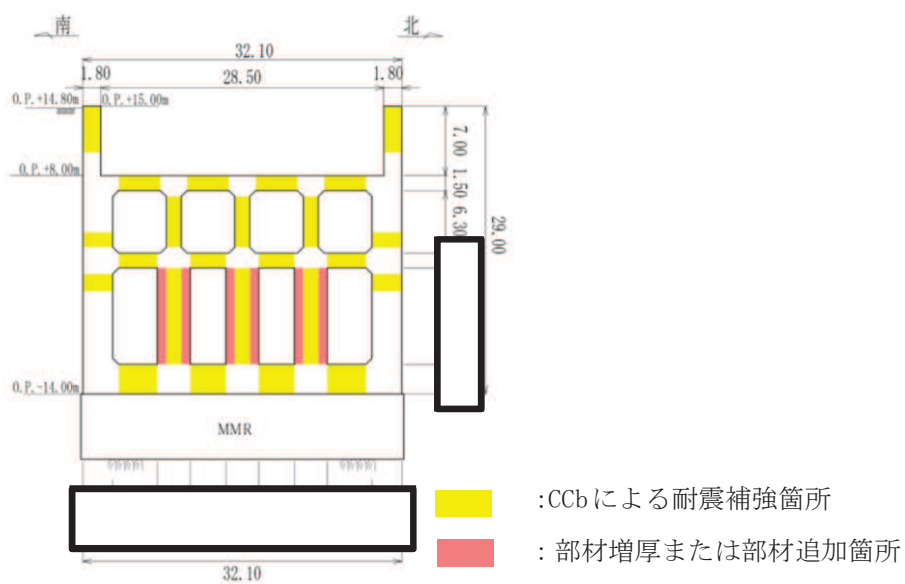 南 北
32.10
1.80 28.50 1.80
O.P.+14.80m O.P.+15.00m
O.P.+8.00m
7.00 1.50 6.30
29.00
O.P.-14.00m
MMR
32.10
:CCbによる耐震補強箇所
:部材増厚または部材追加箇所